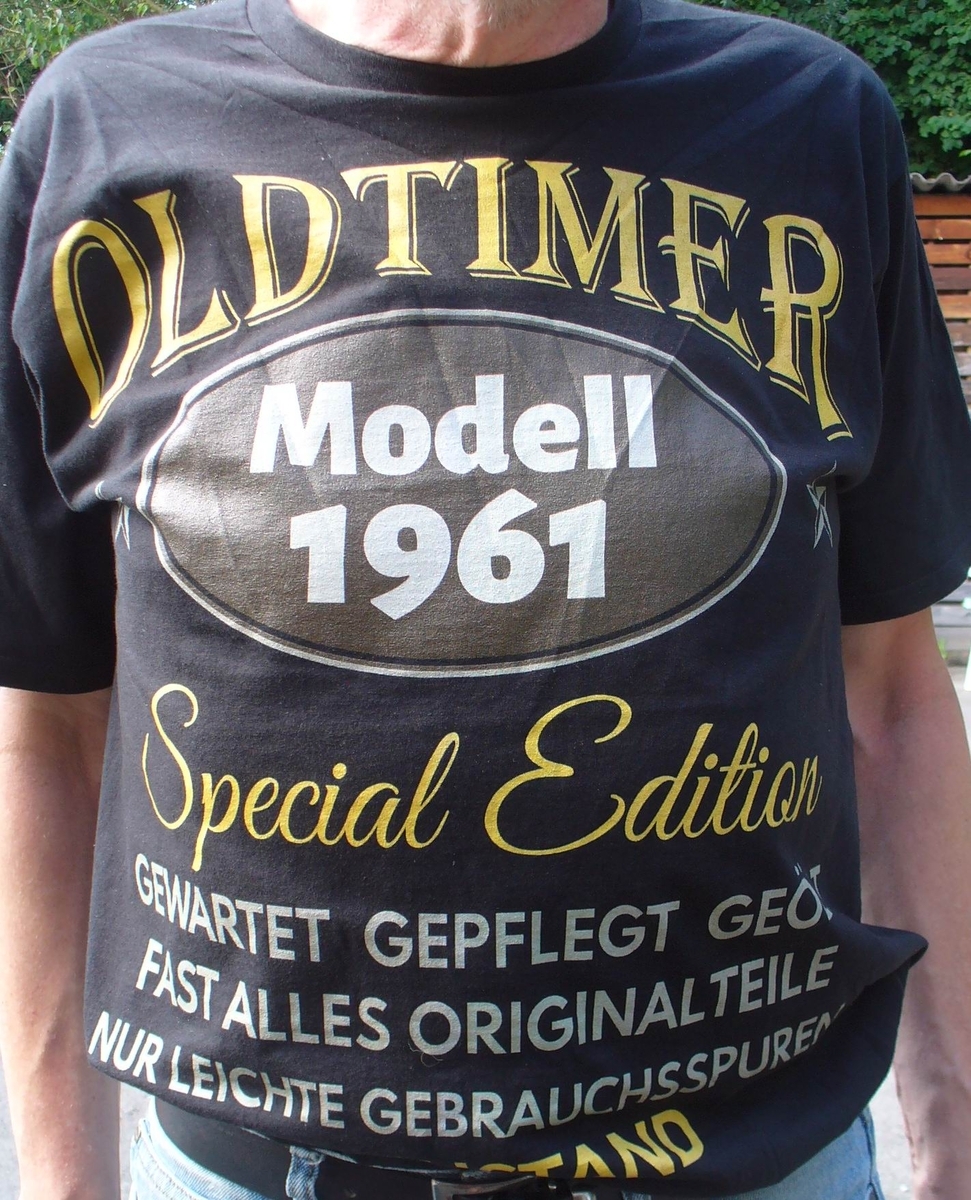 OLDTIMER
Modell
1961
Special Edition
GEWARTET GEPFLEGT
FAST ALLES ORIGINALTEILE
NUR LEICHTE GEBRAUCHSSPUREN